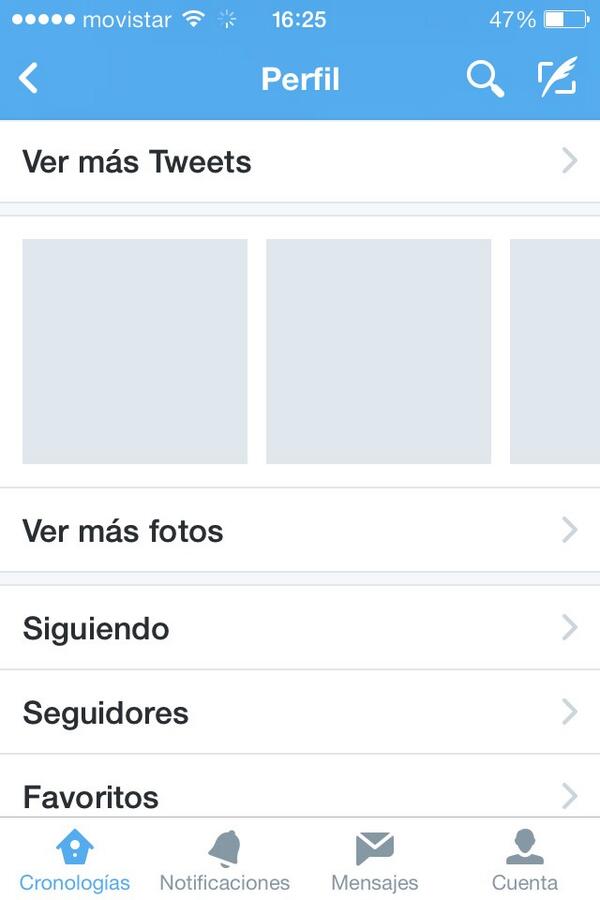 movistar 16:25 47%
Perfil
Ver más Tweets
Ver más fotos
Siguiendo
Seguidores
Favoritos
Cronologías Notificaciones Mensajes Cuenta